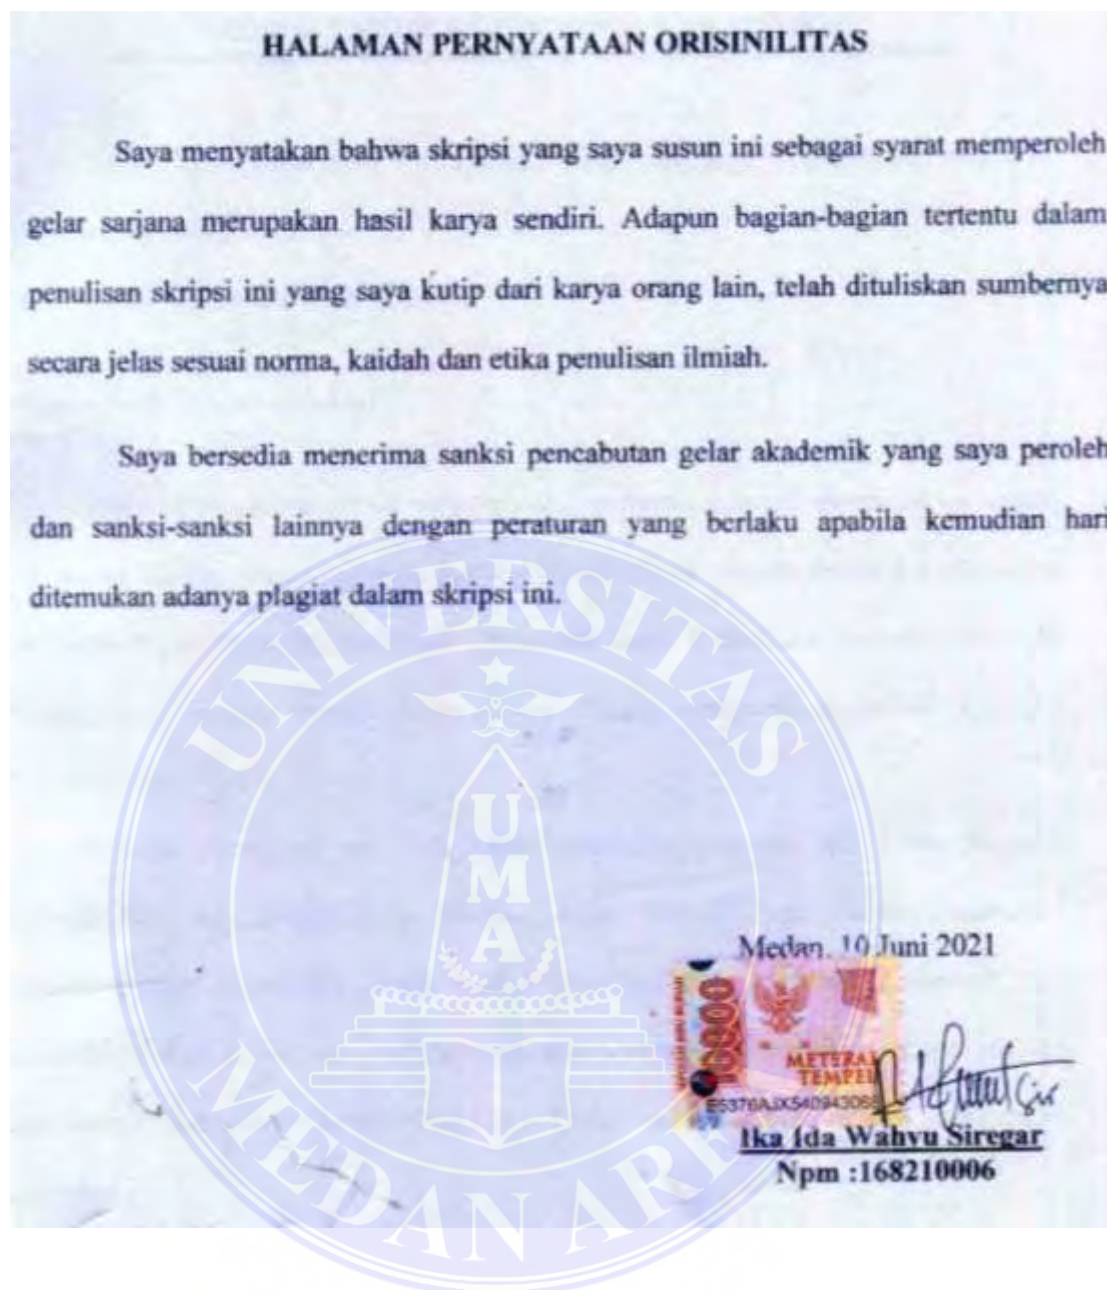 HALAMAN PERNYATAAN ORISINILITAS
Saya menyatakan bahwa skripsi yang saya susun ini sebagai syarat memperoleh
gelar sarjana merupakan hasil karya sendiri. Adapun bagian-bagian tertentu dalam
penulisan skripsi ini yang saya kutip dari karya orang lain, telah dituliskan sumbernya
secara jelas sesuai norma, kaidah dan etika penulisan ilmiah.
Saya bersedia menerima sanksi pencabutan gelar akademik yang saya peroleh
dan sanksi-sanksi lainnya dengan peraturan yang berlaku apabila kemudian hari
ditemukan adanya plagiat dalam skripsi ini.
UNIVERSITAS
UMA
MEDAN AREA
Medan, 10 Juni 2021
10000
METERAI
TEMPEL
Ika Ida Wahyu Siregar
Npm :168210006